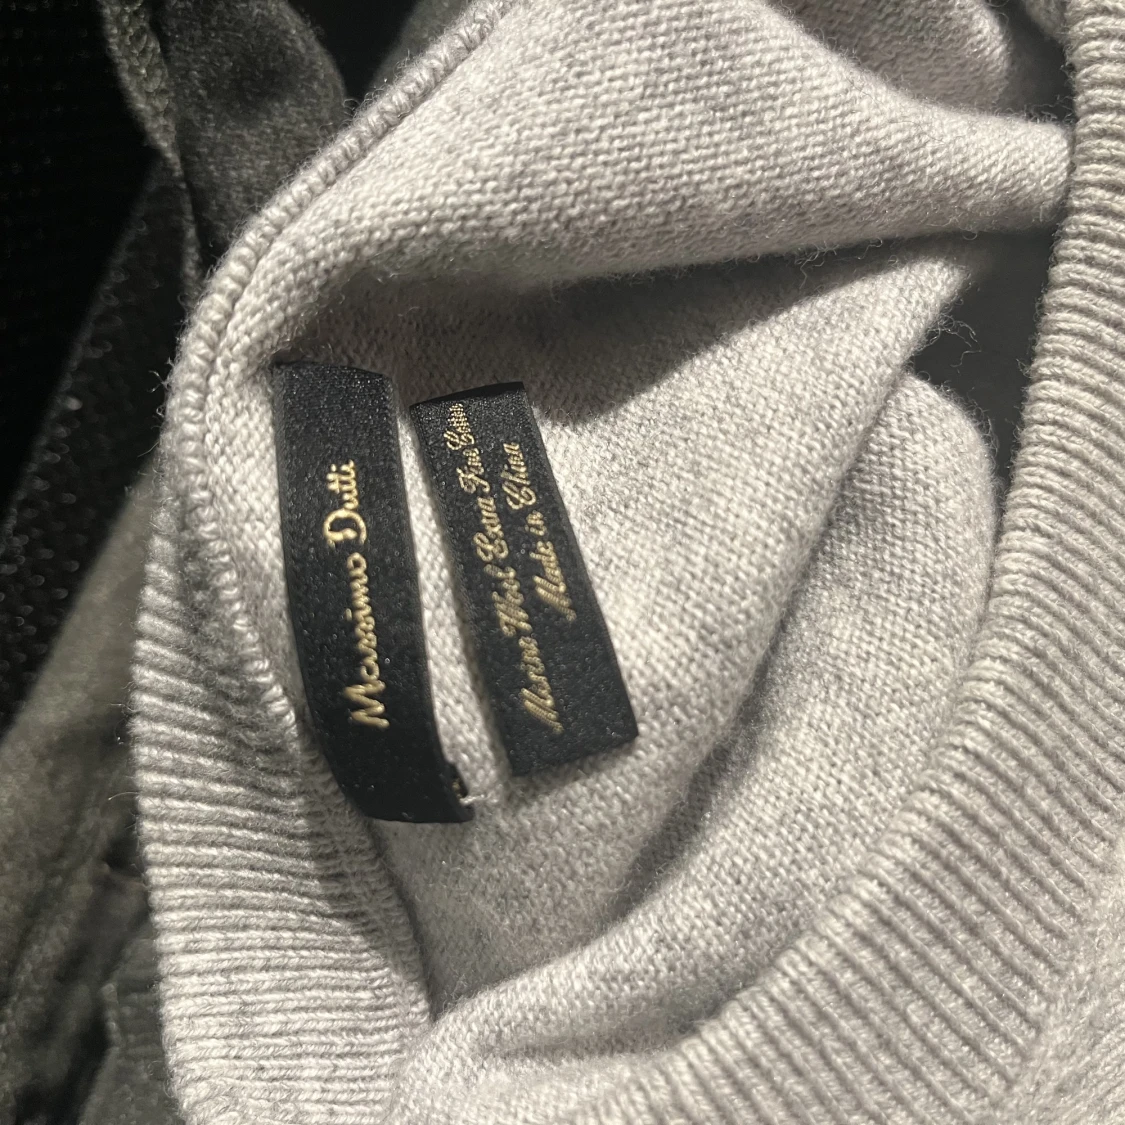 Massimo Dutti
Merino Wool Extra Fine Cotton
Made in China